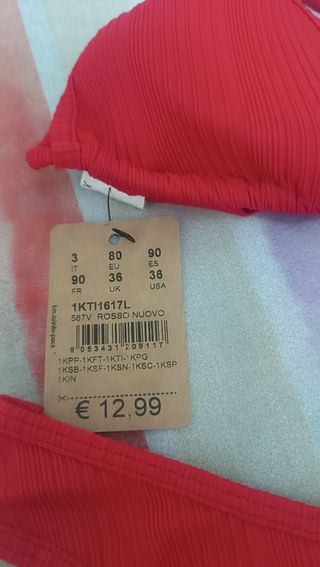 3 80 90
IT EU ES
90 36 36
FR UK USA
1KTI1617L
567V ROSSO NUOVO
8 053431 209117
1KPP-1KFT-1KTI-1KPG
1KSB-1KSF-1KSN-1KSC-1KSP
1KIN
€ 12,99